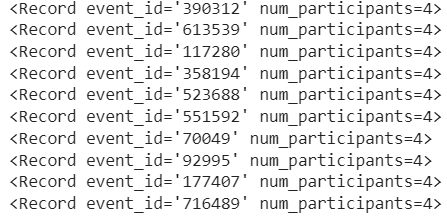 <Record event_id='390312' num_participants=4>
<Record event_id='613539' num_participants=4>
<Record event_id='117280' num_participants=4>
<Record event_id='358194' num_participants=4>
<Record event_id='523688' num_participants=4>
<Record event_id='551592' num_participants=4>
<Record event_id='70049' num_participants=4>
<Record event_id='92995' num_participants=4>
<Record event_id='177407' num_participants=4>
<Record event_id='716489' num_participants=4>